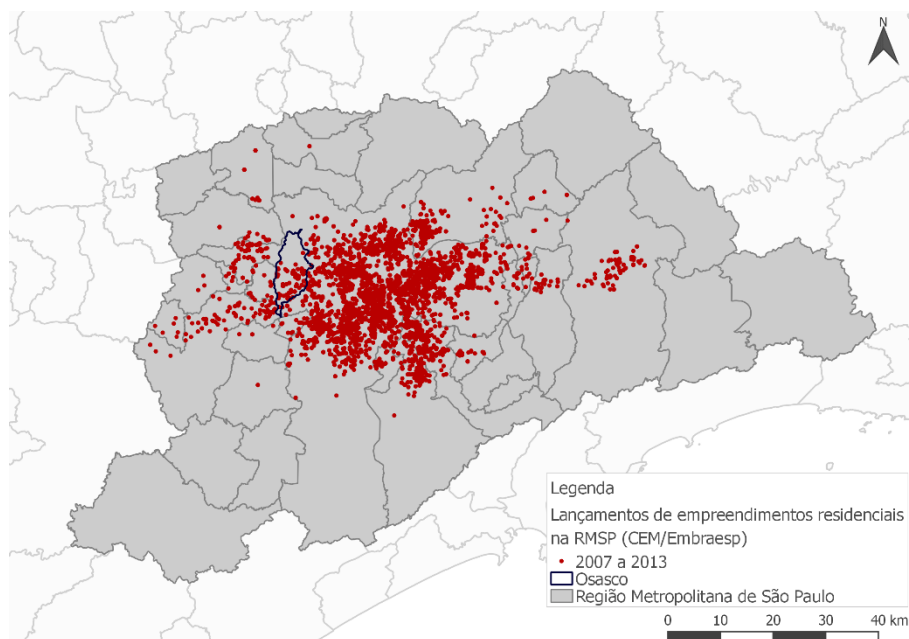 N
Legenda
Lançamentos de empreendimentos residenciais
na RMSP (CEM/Embraesp)
2007 a 2013
Osasco
Região Metropolitana de São Paulo
0 10 20 30 40 km